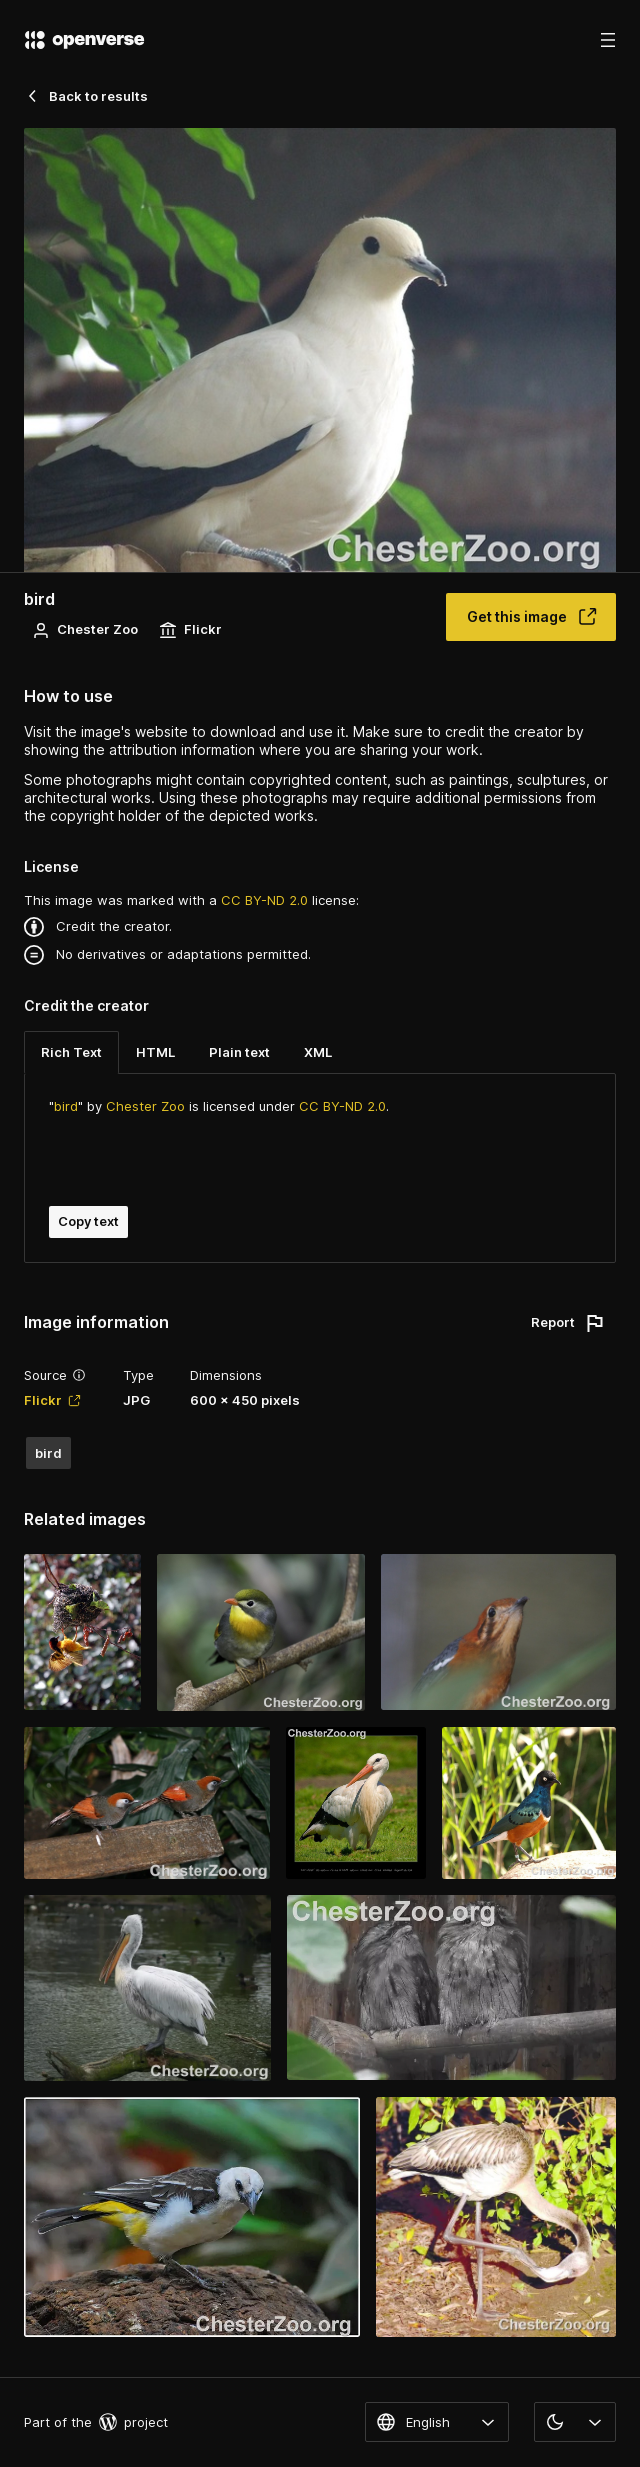 openverse
Back to results
ChesterZoo.org
bird
Chester Zoo
Flickr
Get this image
How to use
Visit the image's website to download and use it. Make sure to credit the creator by
showing the attribution information where you are sharing your work.
Some photographs might contain copyrighted content, such as paintings, sculptures, or
architectural works. Using these photographs may require additional permissions from
the copyright holder of the depicted works.
License
This image was marked with a CC BY-ND 2.0 license:
Credit the creator.
No derivatives or adaptations permitted.
Credit the creator
Rich Text
HTML
Plain text
XML
"bird" by Chester Zoo is licensed under CC BY-ND 2.0.
Copy text
Image information
Report
Source
Type
Dimensions
Flickr
JPG
600 × 450 pixels
bird
Related images
ChesterZoo.org
ChesterZoo.org
ChesterZoo.org
ChesterZoo.org
ChesterZoo.org
ChesterZoo.org
ChesterZoo.org
ChesterZoo.org
ChesterZoo.org
Part of the
project
English